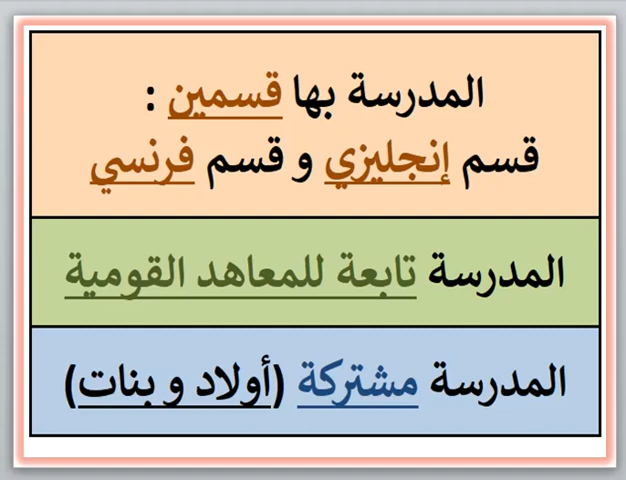 المدرسة بها قسمين :
قسم إنجليزي و قسم فرنسي
المدرسة تابعة للمعاهد القومية
المدرسة مشتركة (أولاد و بنات)